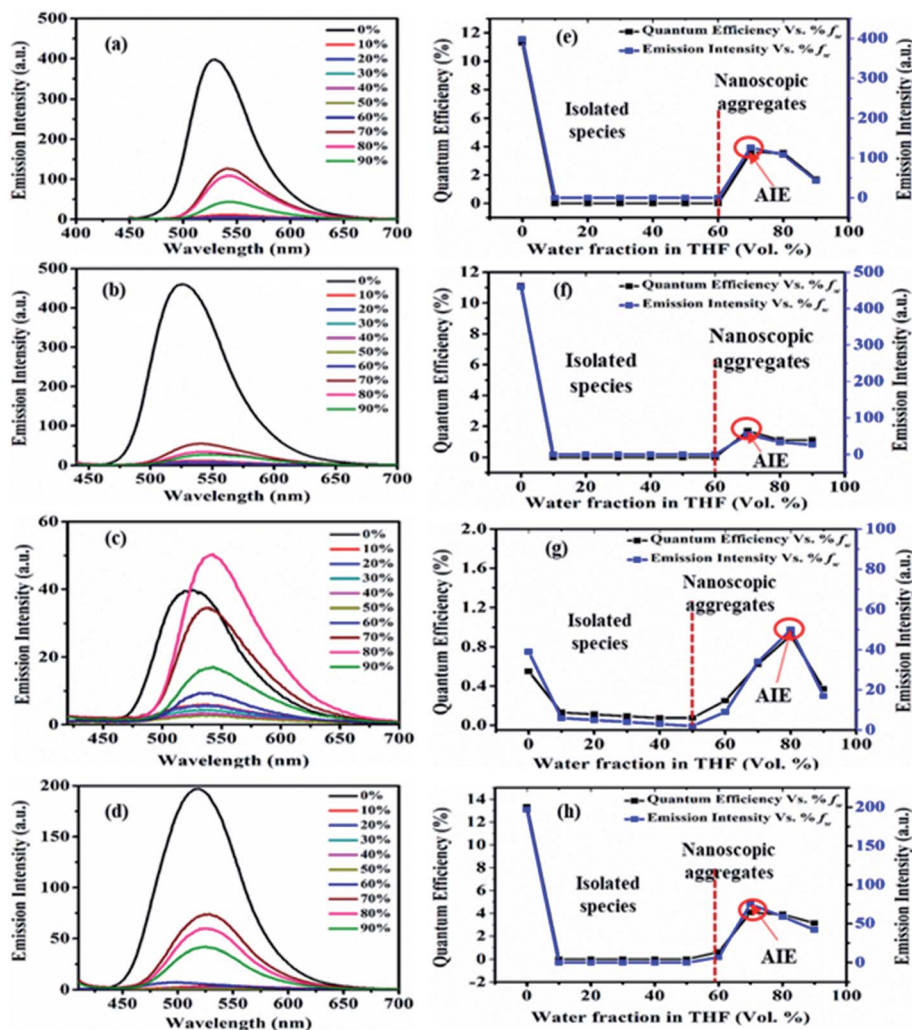 Emission Intensity (a.u.)
500
400
300
200
100
0
(a)
0%
10%
20%
30%
40%
50%
60%
70%
80%
90%
400 450 500 550 600 650 700
Wavelength (nm)
Quantum Efficiency (%)
12
10
8
6
4
2
0
(e)
Quantum Efficiency Vs. % fw
Emission Intensity Vs. % fw
Isolated
species
Nanoscopic
aggregates
AIE
400
300
200
100
0
Emission Intensity (a.u.)
0 20 40 60 80 100
Water fraction in THF (Vol. %)
Emission Intensity (a.u.)
500
400
300
200
100
0
(b)
0%
10%
20%
30%
40%
50%
60%
70%
80%
90%
450 500 550 600 650 700
Wavelength (nm)
Quantum Efficiency (%)
12
10
8
6
4
2
0
(f)
Quantum Efficiency Vs. % fw
Emission Intensity Vs. % fw
Isolated
species
Nanoscopic
aggregates
AIE
500
400
300
200
100
0
Emission Intensity (a.u.)
0 20 40 60 80 100
Water fraction in THF (Vol. %)
Emission Intensity (a.u.)
60
40
20
0
(c)
0%
10%
20%
30%
40%
50%
60%
70%
80%
90%
450 500 550 600 650 700
Wavelength (nm)
Quantum Efficiency (%)
2.0
1.6
1.2
0.8
0.4
0.0
(g)
Quantum Efficiency Vs. % fw
Emission Intensity Vs. % fw
Isolated
species
Nanoscopic
aggregates
AIE
100
80
60
40
20
0
Emission Intensity (a.u.)
0 20 40 60 80 100
Water fraction in THF (Vol. %)
Emission Intensity (a.u.)
200
150
100
50
0
(d)
0%
10%
20%
30%
40%
50%
60%
70%
80%
90%
450 500 550 600 650 700
Wavelength (nm)
Quantum Efficiency (%)
14
12
10
8
6
4
2
0
-2
(h)
Quantum Efficiency Vs. % fw
Emission Intensity Vs. % fw
Isolated
species
Nanoscopic
aggregates
AIE
200
150
100
50
0
Emission Intensity (a.u.)
0 20 40 60 80 100
Water fraction in THF (Vol. %)